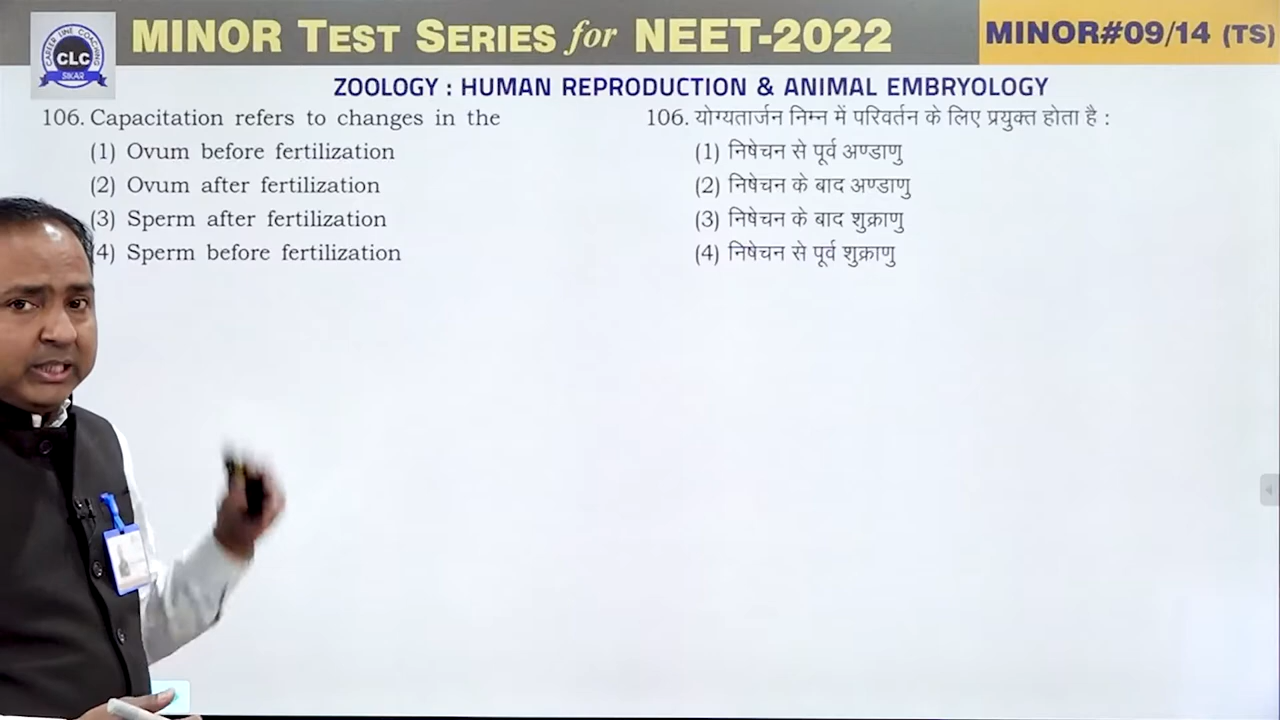 MINOR TEST SERIES for NEET-2022
MINOR#09/14 (TS)
CAREER LINE COACHING
CLC
SIKAR
ZOOLOGY : HUMAN REPRODUCTION & ANIMAL EMBRYOLOGY
106. Capacitation refers to changes in the
(1) Ovum before fertilization
(2) Ovum after fertilization
(3) Sperm after fertilization
4) Sperm before fertilization
106. योग्यतार्जन निम्न में परिवर्तन के लिए प्रयुक्त होता है :
(1) निषेचन से पूर्व अण्डाणु
(2) निषेचन के बाद अण्डाणु
(3) निषेचन के बाद शुक्राणु
(4) निषेचन से पूर्व शुक्राणु